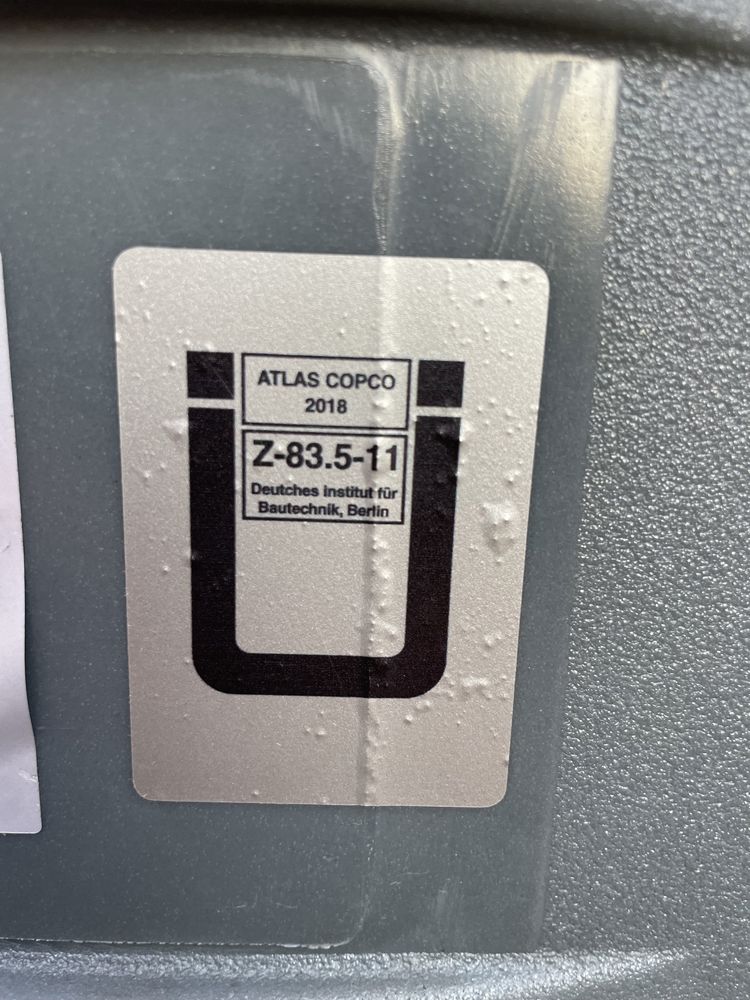 ATLAS COPCO
2018
Z-83.5-11
Deutches institut für
Bautechnik, Berlin